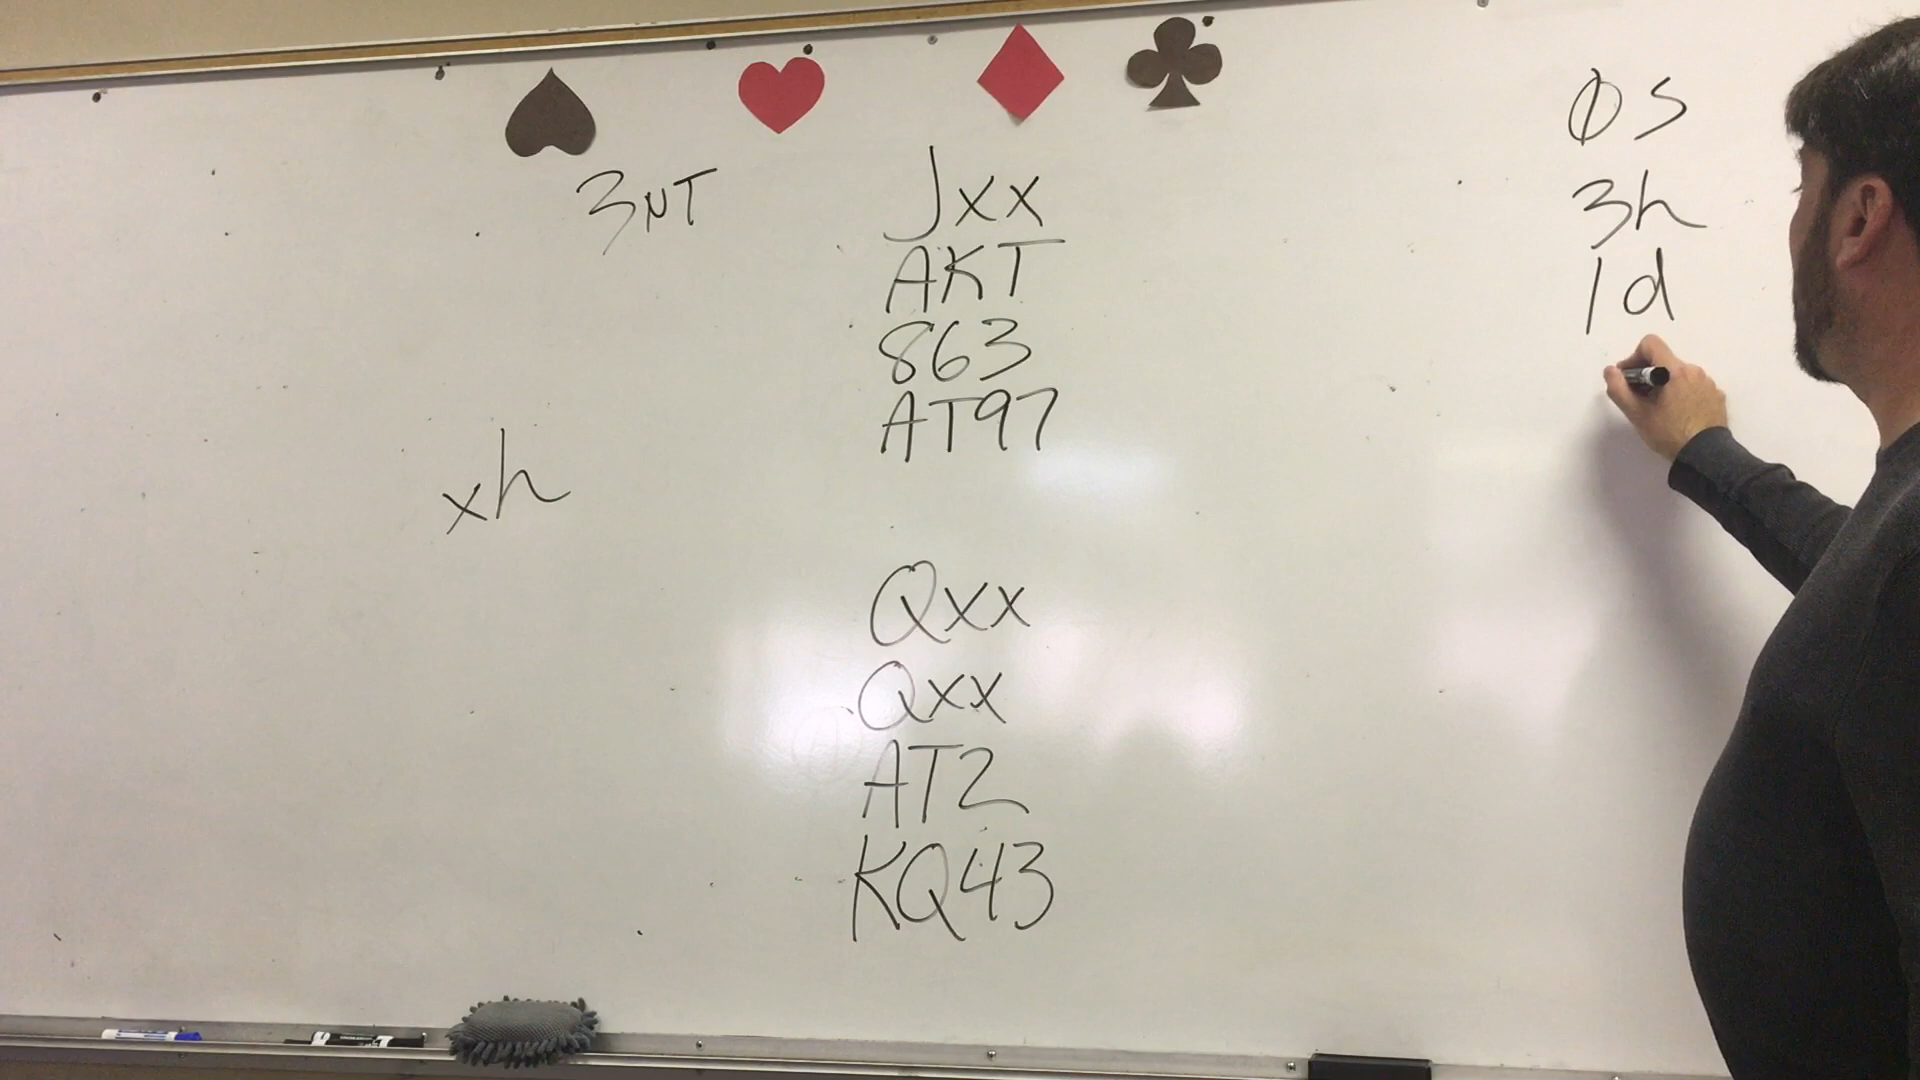 3NT
Jxx
AKT
863
AT97
xh
Qxx
Qxx
AT2
KQ43
0s
3h
1d